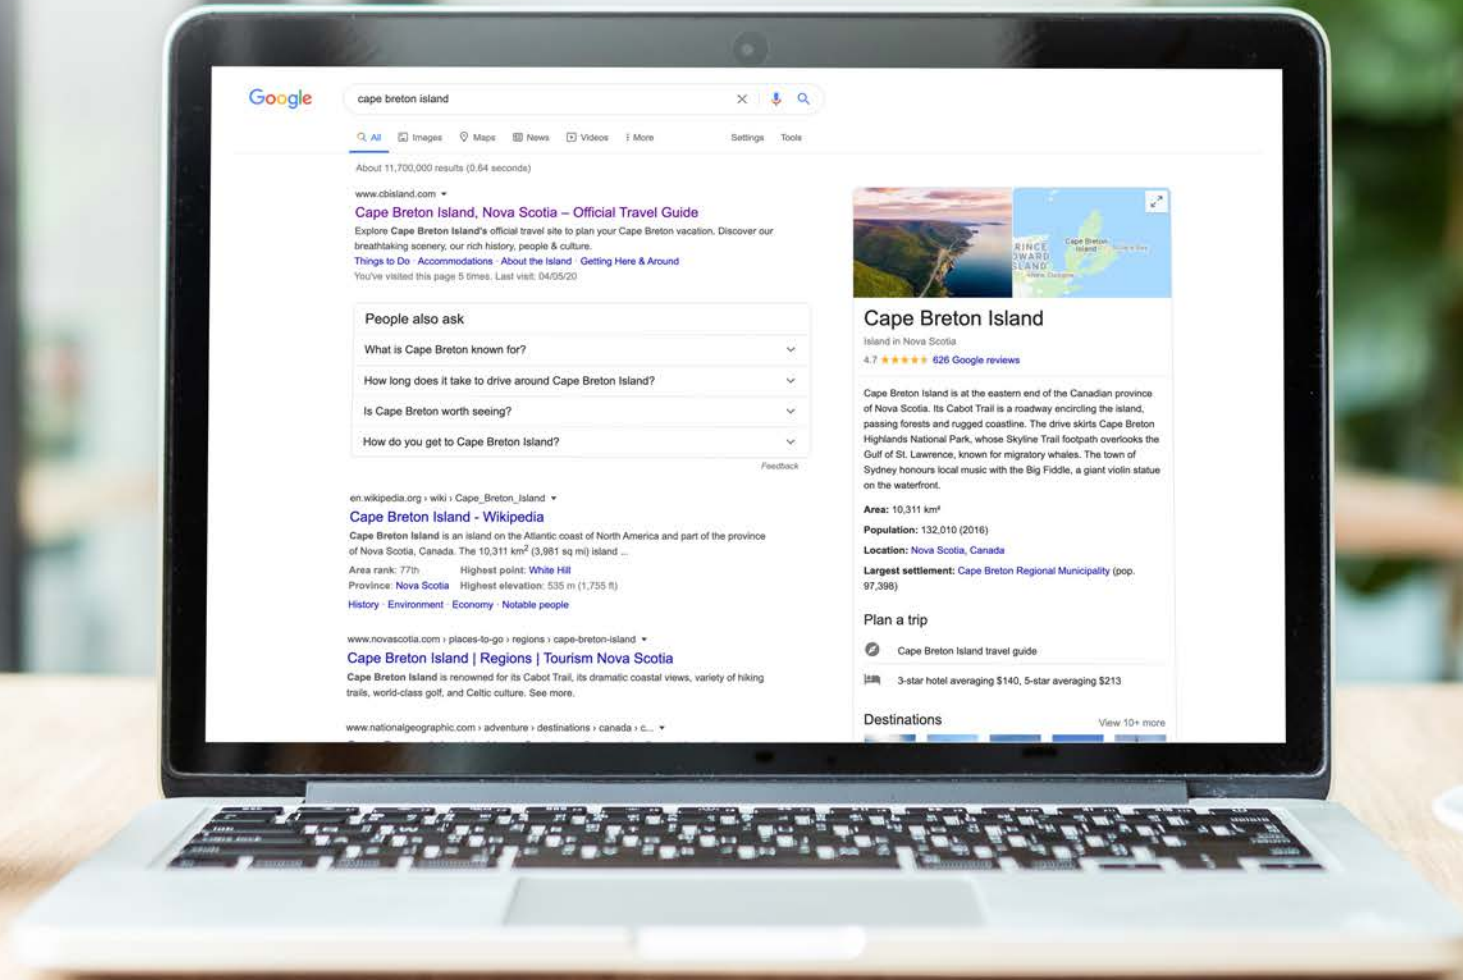 Google
cape breton island
All Images Maps News Videos More Settings Tools
About 11,700,000 results (0.64 seconds)
www.cbisland.com
Cape Breton Island, Nova Scotia – Official Travel Guide
Explore Cape Breton Island's official travel site to plan your Cape Breton vacation. Discover our
breathtaking scenery, our rich history, people & culture.
Things to Do · Accommodations · About the Island · Getting Here & Around
You've visited this page 5 times. Last visit: 04/05/20
People also ask
What is Cape Breton known for?
How long does it take to drive around Cape Breton Island?
Is Cape Breton worth seeing?
How do you get to Cape Breton Island?
Feedback
en.wikipedia.org › wiki › Cape_Breton_Island
Cape Breton Island - Wikipedia
Cape Breton Island is an island on the Atlantic coast of North America and part of the province
of Nova Scotia, Canada. The 10,311 km² (3,981 sq mi) island ...
Area rank: 77th Highest point: White Hill
Province: Nova Scotia Highest elevation: 535 m (1,755 ft)
History · Environment · Economy · Notable people
www.novascotia.com › places-to-go › regions › cape-breton-island
Cape Breton Island | Regions | Tourism Nova Scotia
Cape Breton Island is renowned for its Cabot Trail, its dramatic coastal views, variety of hiking
trails, world-class golf, and Celtic culture. See more.
www.nationalgeographic.com › adventure › destinations › canada › c...
RINCE
DWARD
SLAND
Cape Breton
Island
Cape Breton Island
Island in Nova Scotia
4.7 626 Google reviews
Cape Breton Island is at the eastern end of the Canadian province
of Nova Scotia. Its Cabot Trail is a roadway encircling the island,
passing forests and rugged coastline. The drive skirts Cape Breton
Highlands National Park, whose Skyline Trail footpath overlooks the
Gulf of St. Lawrence, known for migratory whales. The town of
Sydney honours local music with the Big Fiddle, a giant violin statue
on the waterfront.
Area: 10,311 km²
Population: 132,010 (2016)
Location: Nova Scotia, Canada
Largest settlement: Cape Breton Regional Municipality (pop.
97,398)
Plan a trip
Cape Breton Island travel guide
3-star hotel averaging $140, 5-star averaging $213
Destinations View 10+ more